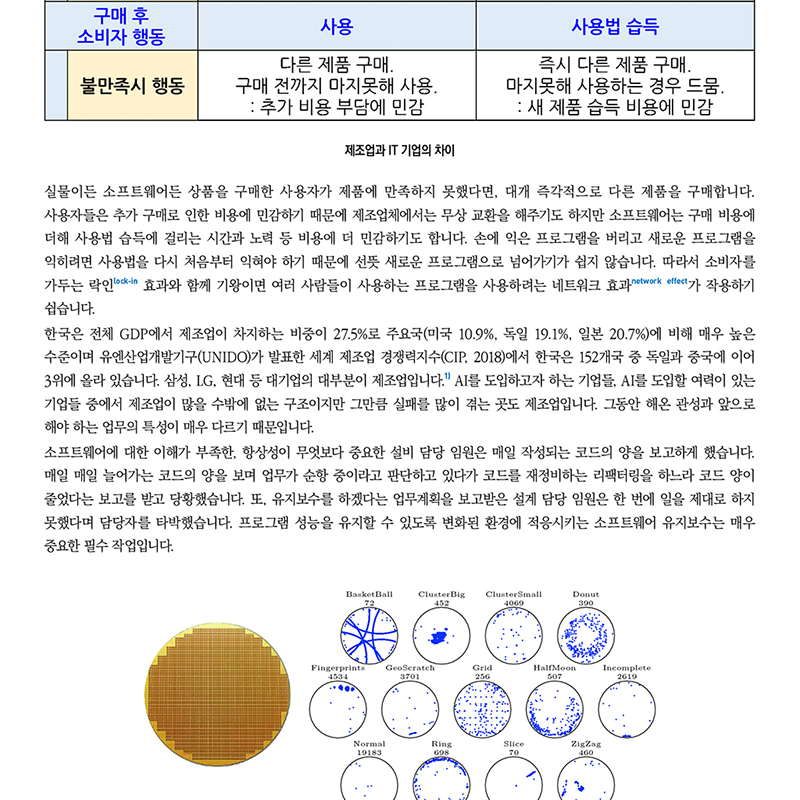 구매 후
소비자 행동
사용
사용법 습득
불만족시 행동
다른 제품 구매.
구매 전까지 마지못해 사용.
: 추가 비용 부담에 민감
즉시 다른 제품 구매.
마지못해 사용하는 경우 드뭄.
: 새 제품 습득 비용에 민감
제조업과 IT 기업의 차이
실물이든 소프트웨어든 상품을 구매한 사용자가 제품에 만족하지 못했다면, 대개 즉각적으로 다른 제품을 구매합니다.
사용자들은 추가 구매로 인한 비용에 민감하기 때문에 제조업체에서는 무상 교환을 해주기도 하지만 소프트웨어는 구매 비용에
더해 사용법 습득에 걸리는 시간과 노력 등 비용에 더 민감하기도 합니다. 손에 익은 프로그램을 버리고 새로운 프로그램을
익히려면 사용법을 다시 처음부터 익혀야 하기 때문에 선뜻 새로운 프로그램으로 넘어가기가 쉽지 않습니다. 따라서 소비자를
가두는 락인lock-in 효과와 함께 기왕이면 여러 사람들이 사용하는 프로그램을 사용하려는 네트워크 효과network effect가 작용하기
쉽습니다.
한국은 전체 GDP에서 제조업이 차지하는 비중이 27.5%로 주요국(미국 10.9%, 독일 19.1%, 일본 20.7%)에 비해 매우 높은
수준이며 유엔산업개발기구(UNIDO)가 발표한 세계 제조업 경쟁력지수(CIP, 2018)에서 한국은 152개국 중 독일과 중국에 이어
3위에 올라 있습니다. 삼성, LG, 현대 등 대기업의 대부분이 제조업입니다.1) AI를 도입하고자 하는 기업들, AI를 도입할 여력이 있는
기업들 중에서 제조업이 많을 수밖에 없는 구조이지만 그만큼 실패를 많이 겪는 곳도 제조업입니다. 그동안 해온 관성과 앞으로
해야 하는 업무의 특성이 매우 다르기 때문입니다.
소프트웨어에 대한 이해가 부족한, 항상성이 무엇보다 중요한 설비 담당 임원은 매일 작성되는 코드의 양을 보고하게 했습니다.
매일 매일 늘어가는 코드의 양을 보며 업무가 순항 중이라고 판단하고 있다가 코드를 재정비하는 리팩터링을 하느라 코드 양이
줄었다는 보고를 받고 당황했습니다. 또, 유지보수를 하겠다는 업무계획을 보고받은 설계 담당 임원은 한 번에 일을 제대로 하지
못했다며 담당자를 타박했습니다. 프로그램 성능을 유지할 수 있도록 변화된 환경에 적응시키는 소프트웨어 유지보수는 매우
중요한 필수 작업입니다.
BasketBall
72
ClusterBig
452
ClusterSmall
4069
Donut
390
Fingerprints
4534
GeoScratch
3701
Grid
256
HalfMoon
507
Incomplete
2619
Normal
19183
Ring
698
Slice
70
ZigZag
460